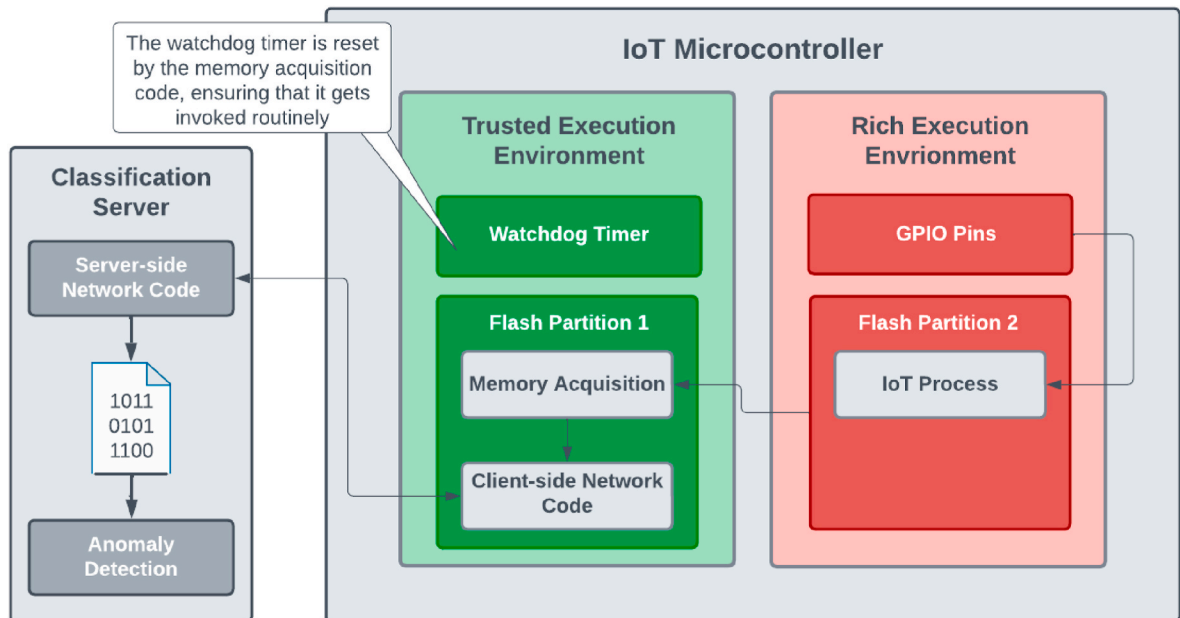 The watchdog timer is reset
by the memory acquisition
code, ensuring that it gets
invoked routinely
IoT Microcontroller
Classification
Server
Server-side
Network Code
1011
0101
1100
Anomaly
Detection
Trusted Execution
Environment
Watchdog Timer
Flash Partition 1
Memory Acquisition
Client-side Network
Code
Rich Execution
Envrionment
GPIO Pins
Flash Partition 2
IoT Process